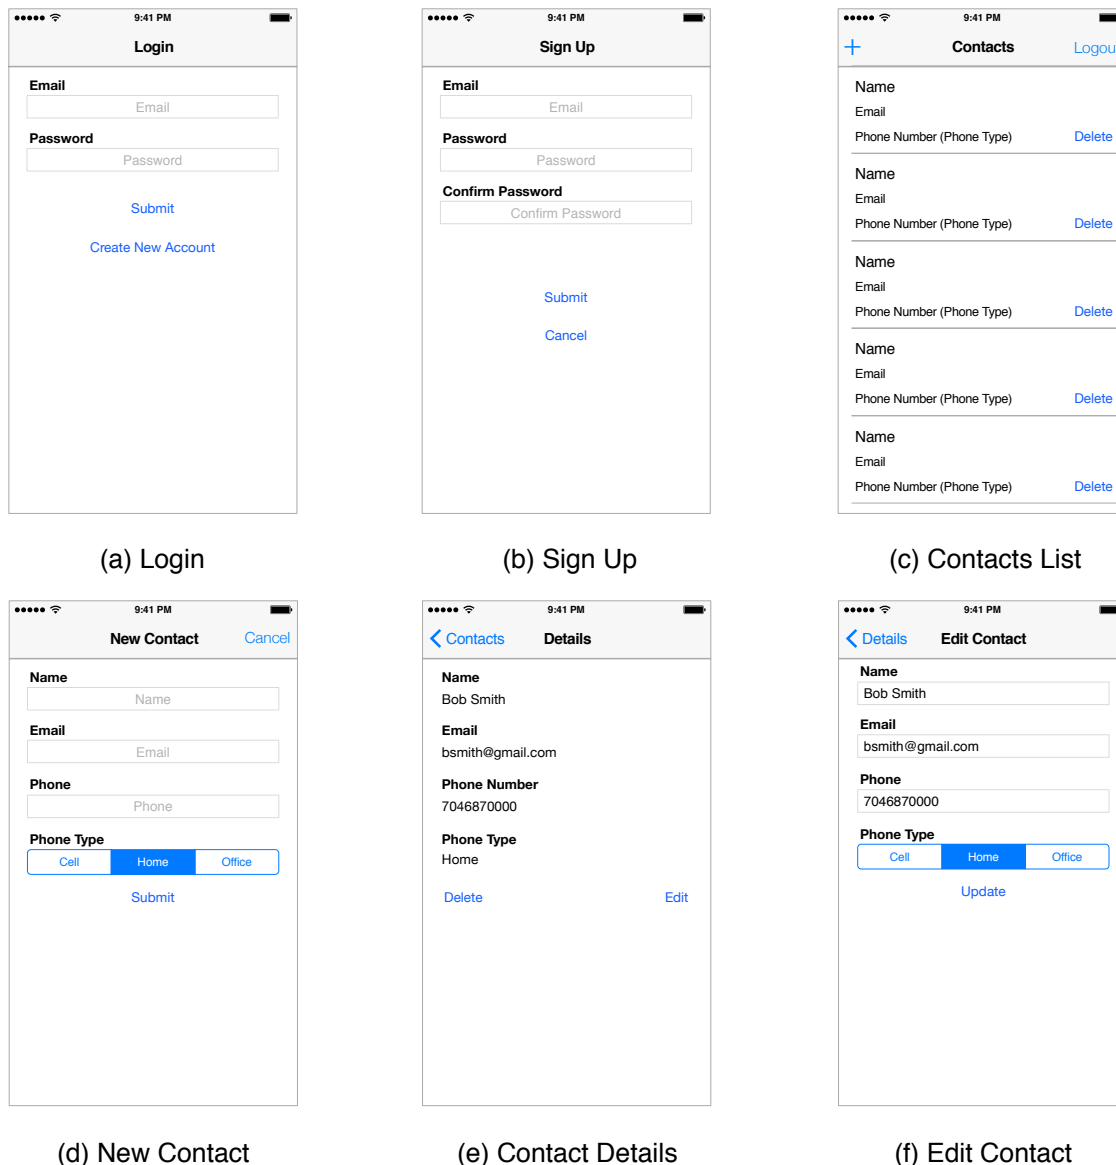 9:41 PM
Login
Email
Email
Password
Password
Submit
Create New Account
(a) Login
9:41 PM
Sign Up
Email
Email
Password
Password
Confirm Password
Confirm Password
Submit
Cancel
(b) Sign Up
9:41 PM
Contacts Logou
Name
Email
Phone Number (Phone Type) Delete
Name
Email
Phone Number (Phone Type) Delete
Name
Email
Phone Number (Phone Type) Delete
Name
Email
Phone Number (Phone Type) Delete
Name
Email
Phone Number (Phone Type) Delete
(c) Contacts List
9:41 PM
New Contact Cancel
Name
Name
Email
Email
Phone
Phone
Phone Type
Cell Home Office
Submit
(d) New Contact
9:41 PM
Contacts Details
Name
Bob Smith
Email
bsmith@gmail.com
Phone Number
7046870000
Phone Type
Home
Delete Edit
(e) Contact Details
9:41 PM
Details Edit Contact
Name
Bob Smith
Email
bsmith@gmail.com
Phone
7046870000
Phone Type
Cell Home Office
Update
(f) Edit Contact